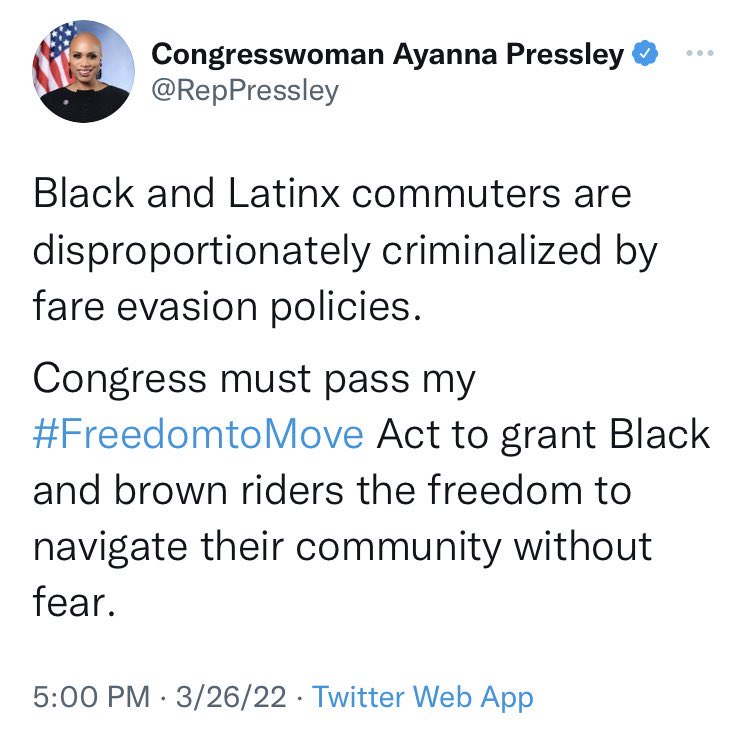 Congresswoman Ayanna Pressley
@RepPressley
Black and Latinx commuters are
disproportionately criminalized by
fare evasion policies.
Congress must pass my
#FreedomtoMove Act to grant Black
and brown riders the freedom to
navigate their community without
fear.
5:00 PM · 3/26/22 · Twitter Web App